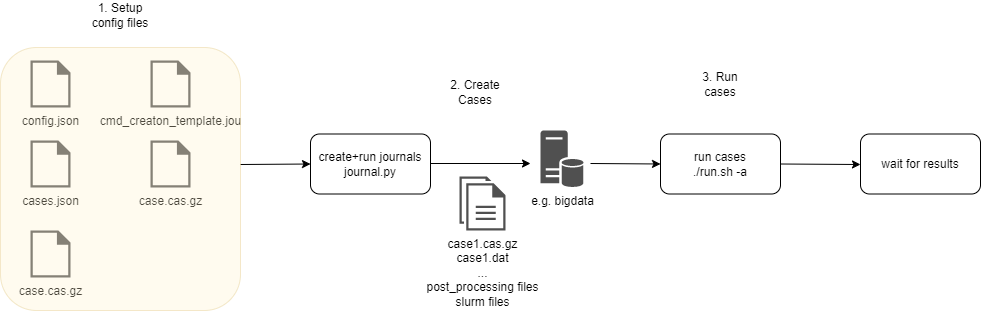 1. Setup
config files
config.json
cmd_creaton_template.jou
cases.json
case.cas.gz
case.cas.gz
create+run journals
journal.py
2. Create
Cases
case1.cas.gz
case1.dat
...
post_processing files
slurm files
e.g. bigdata
3. Run
cases
run cases
./run.sh -a
wait for results